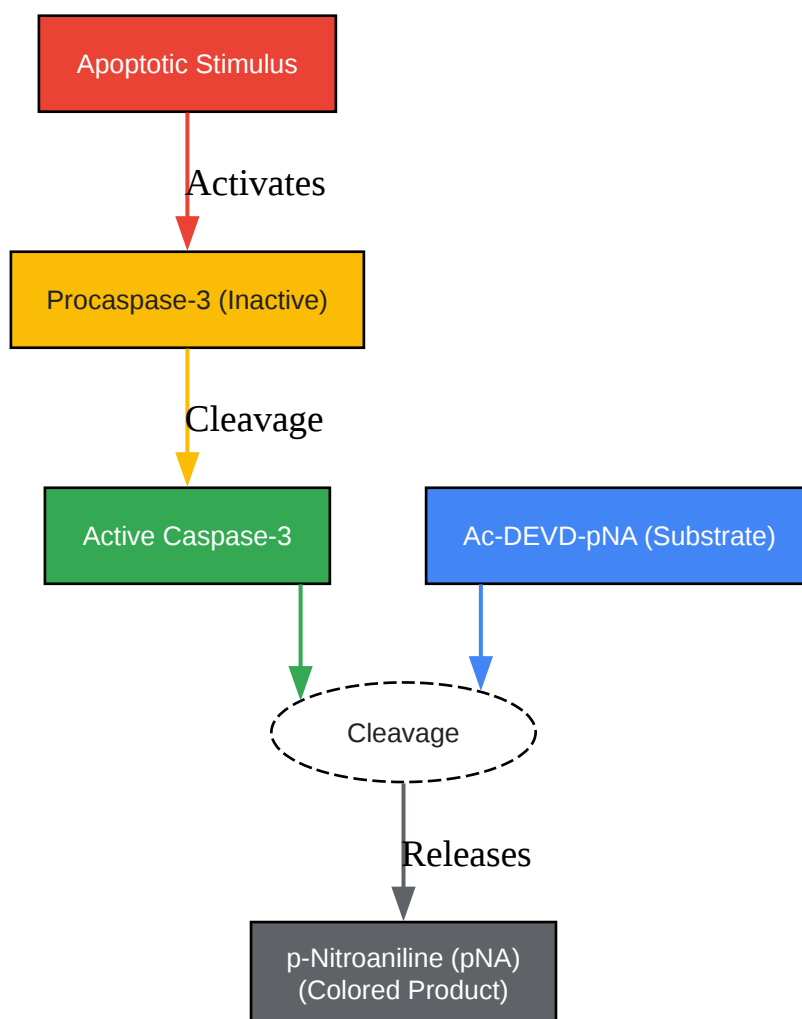 Apoptotic Stimulus
Activates
Procaspase-3 (Inactive)
Cleavage
Active Caspase-3
Ac-DEVD-pNA (Substrate)
Cleavage
Releases
p-Nitroaniline (pNA)
(Colored Product)